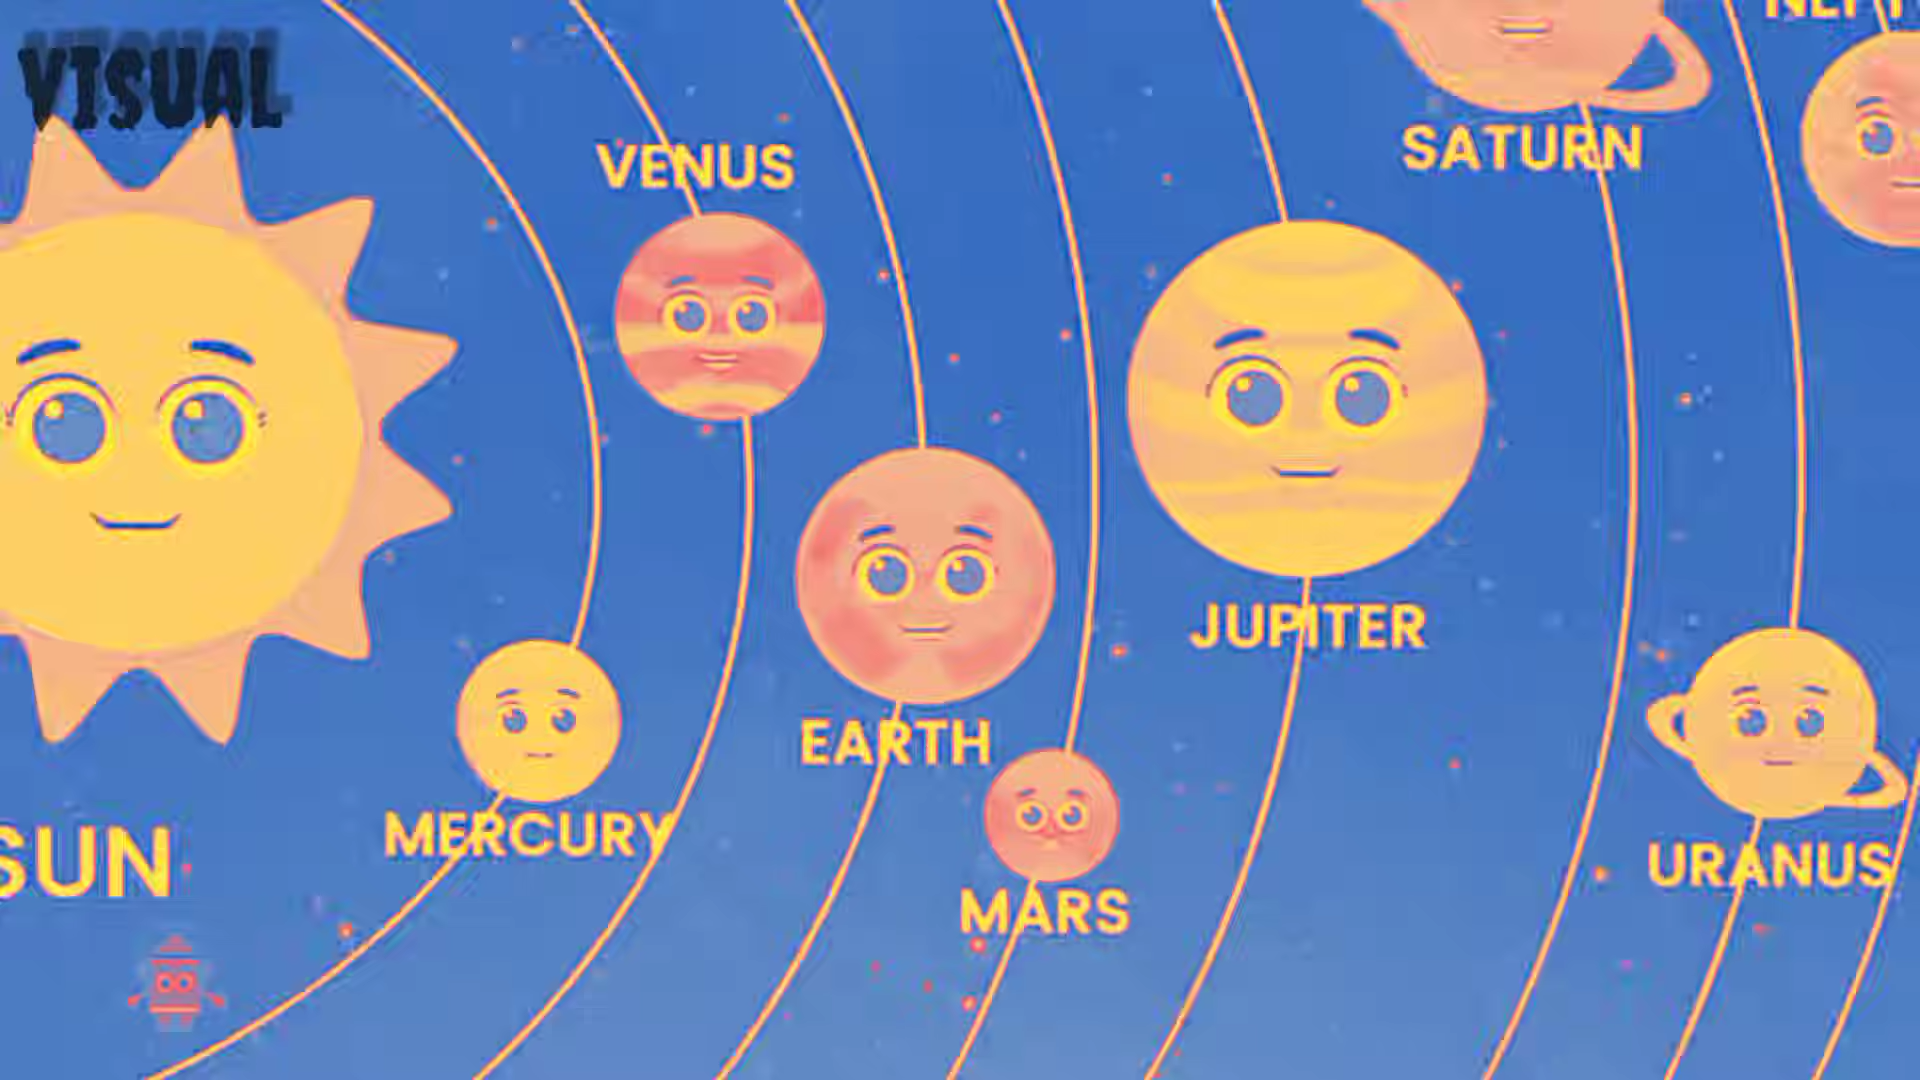 VISUAL
VENUS
SATURN
JUPITER
EARTH
MERCURY
MARS
URANUS
SUN